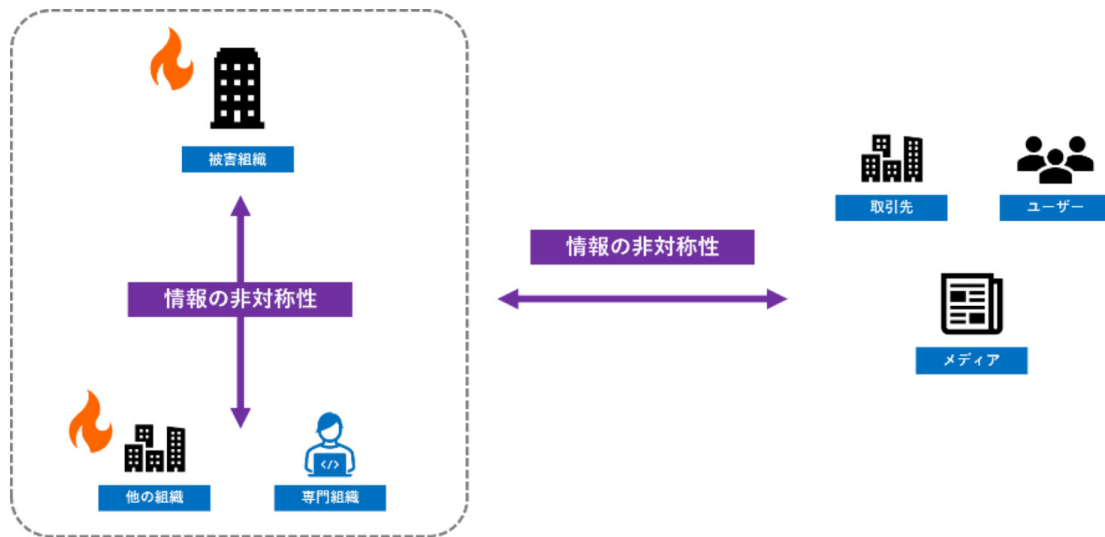 被害組織
取引先
ユーザー
情報の非対称性
情報の非対称性
メディア
他の組織
専門組織